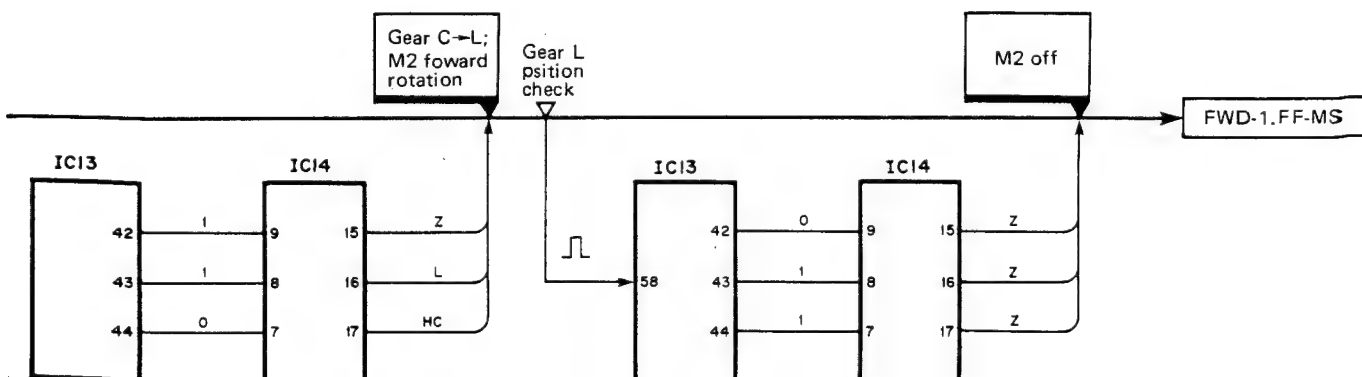 Gear C→L;
M2 foward
rotation
Gear L
psition
check
M2 off
FWD-1.FF-MS
IC13
IC14
IC13
IC14
42
1
9
15
Z
43
1
8
16
L
44
0
7
17
HC
58
42
0
9
15
Z
43
1
8
16
Z
44
1
7
17
Z